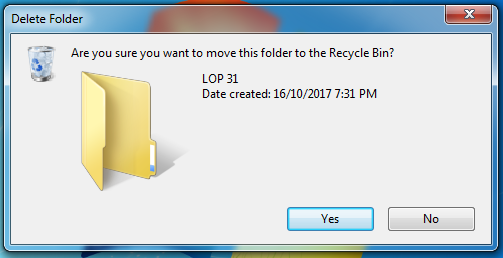 Delete Folder
Are you sure you want to move this folder to the Recycle Bin?
LOP 31
Date created: 16/10/2017 7:31 PM
Yes
No